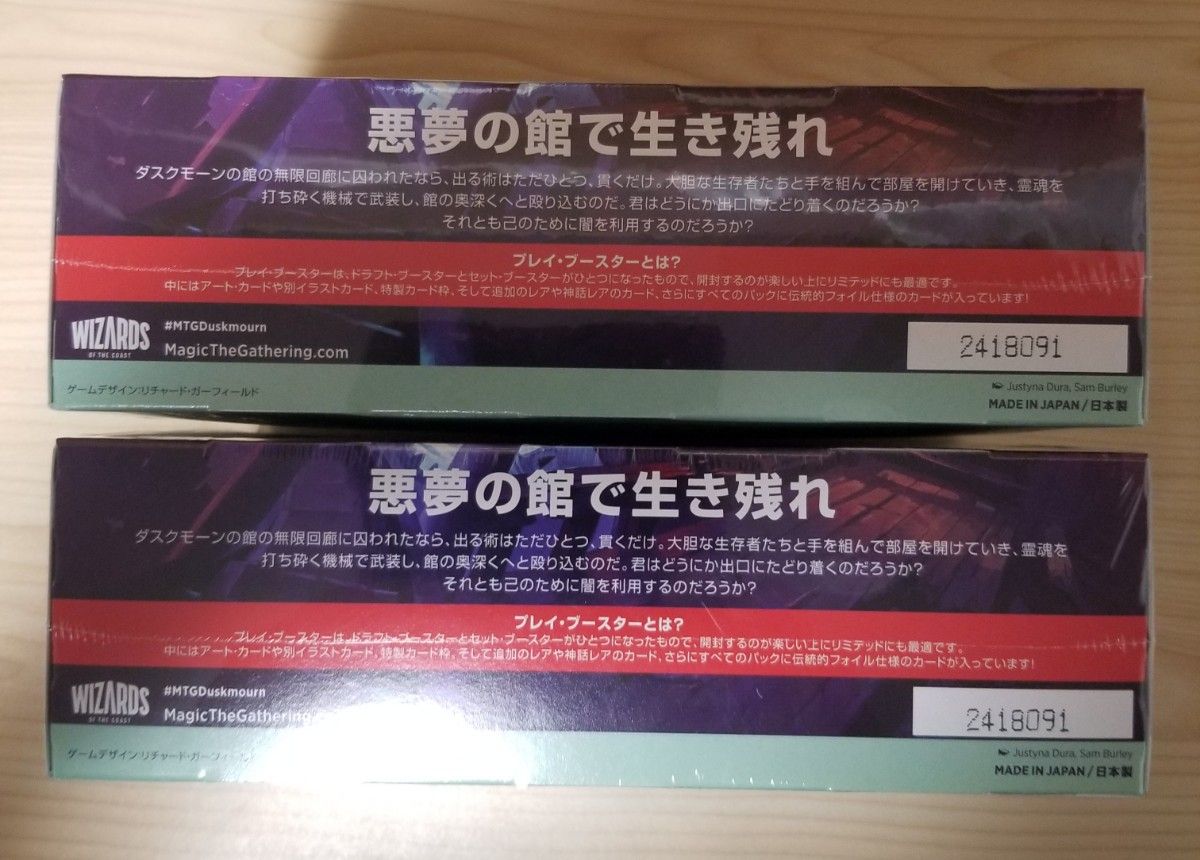 悪夢の館で生き残れ
ダスクモーンの館の無限回廊に囚われたなら、出る術はただひとつ、貫くだけ。大胆な生存者たちと手を組んで部屋を開けていき、霊魂を
打ち砕く機械で武装し、館の奥深くへと殴り込むのだ。君はどうにか出口にたどり着くのだろうか?
それとも己のために闇を利用するのだろうか?
プレイ・ブースターとは?
プレイ・ブースターは、ドラフト・ブースターとセット・ブースターがひとつになったもので、開封するのが楽しい上にリミテッドにも最適です。
中にはアート・カードや別イラストカード、特製カード枠、そして追加のレアや神話レアのカード、さらにすべてのパックに伝統的フォイル仕様のカードが入っています!
WIZARDS
OF THE COAST
#MTGDuskmourn
MagicTheGathering.com
2418091
ゲームデザイン:リチャード・ガーフィールド
Justyna Dura, Sam Burley
MADE IN JAPAN / 日本製
悪夢の館で生き残れ
ダスクモーンの館の無限回廊に囚われたなら、出る術はただひとつ、貫くだけ。大胆な生存者たちと手を組んで部屋を開けていき、霊魂を
打ち砕く機械で武装し、館の奥深くへと殴り込むのだ。君はどうにか出口にたどり着くのだろうか?
それとも己のために闇を利用するのだろうか?
プレイ・ブースターとは?
プレイ・ブースターは、ドラフト・ブースターとセット・ブースターがひとつになったもので、開封するのが楽しい上にリミテッドにも最適です。
中にはアート・カードや別イラストカード、特製カード枠、そして追加のレアや神話レアのカード、さらにすべてのパックに伝統的フォイル仕様のカードが入っています!
WIZARDS
OF THE COAST
#MTGDuskmourn
MagicTheGathering
2418091
ゲームデザイン:リチャード・ガーフィールド
Justyna Dura, Sam Burley
MADE IN JAPAN / 日本製